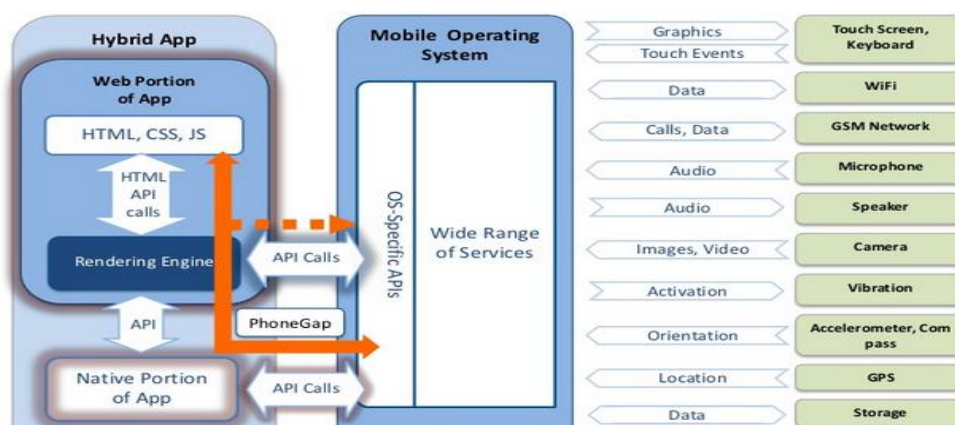 Hybrid App
Web Portion
of App
HTML, CSS, JS
HTML
API
calls
Rendering Engine
API
Native Portion
of App
API Calls
PhoneGap
API Calls
Mobile Operating
System
OS-Specific APIs
Wide Range
of Services
Graphics
Touch Events
Data
Calls, Data
Audio
Audio
Images, Video
Activation
Orientation
Location
Data
Touch Screen,
Keyboard
WiFi
GSM Network
Microphone
Speaker
Camera
Vibration
Accelerometer, Com
pass
GPS
Storage